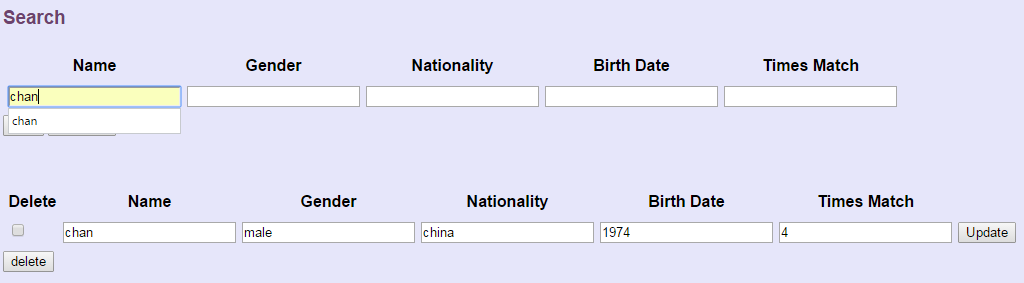 Search
Name Gender Nationality Birth Date Times Match
chan
chan
Delete Name Gender Nationality Birth Date Times Match
chan male china 1974 4 Update
delete